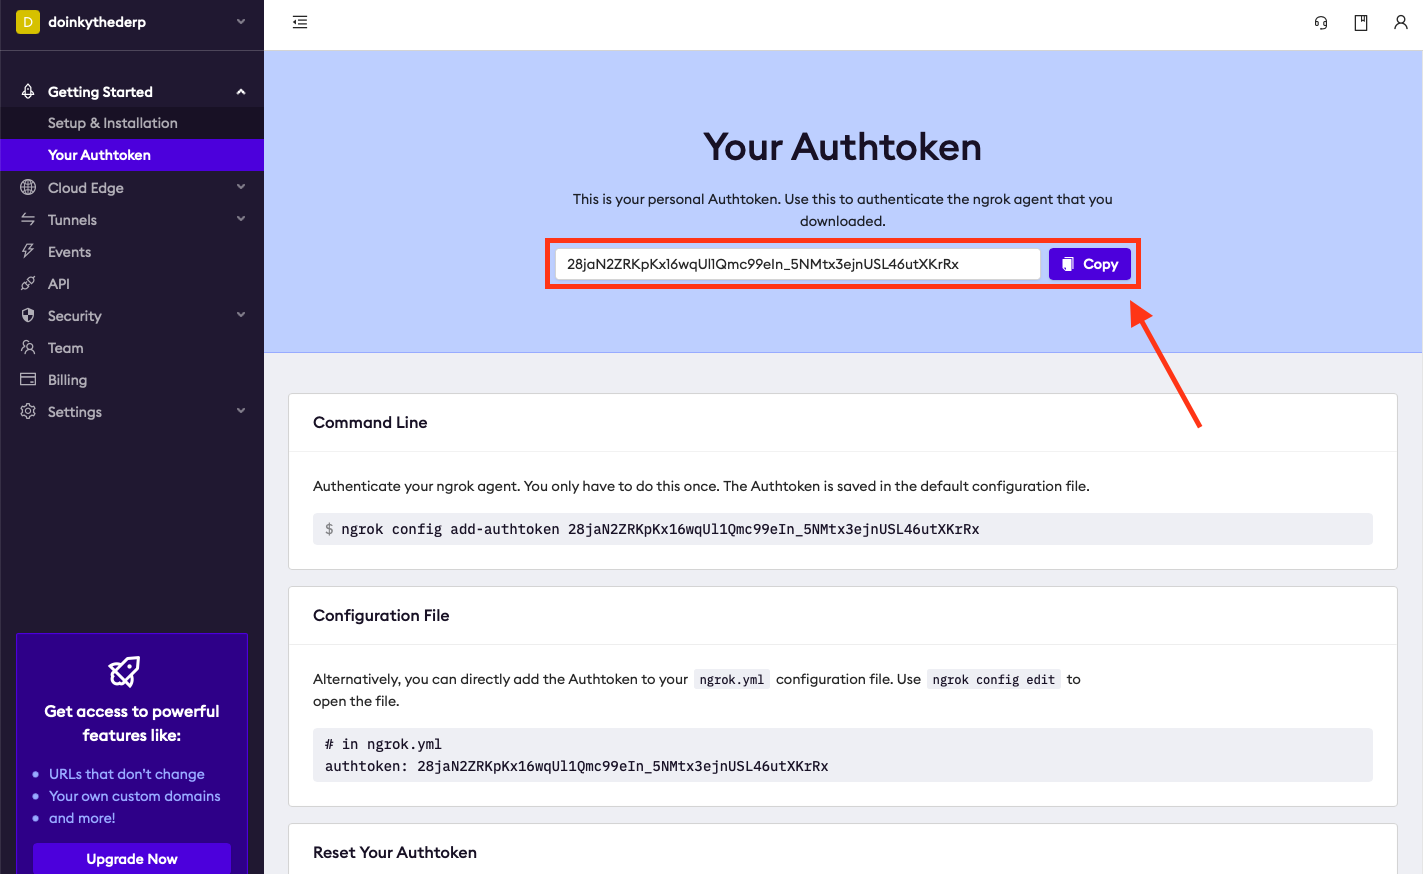 D doinkythederp
Getting Started
Setup & Installation
Your Authtoken
Cloud Edge
Tunnels
Events
API
Security
Team
Billing
Settings
Get access to powerful
features like:
URLs that don't change
Your own custom domains
and more!
Upgrade Now
Your Authtoken
This is your personal Authtoken. Use this to authenticate the ngrok agent that you
downloaded.
28jaN2ZRKpKx16wqUl1Qmc99eIn_5NMtx3ejnUSL46utXKrRx Copy
Command Line
Authenticate your ngrok agent. You only have to do this once. The Authtoken is saved in the default configuration file.
$ ngrok config add-authtoken 28jaN2ZRKpKx16wqUl1Qmc99eIn_5NMtx3ejnUSL46utXKrRx
Configuration File
Alternatively, you can directly add the Authtoken to your ngrok.yml configuration file. Use ngrok config edit to
open the file.
# in ngrok.yml
authtoken: 28jaN2ZRKpKx16wqUl1Qmc99eIn_5NMtx3ejnUSL46utXKrRx
Reset Your Authtoken